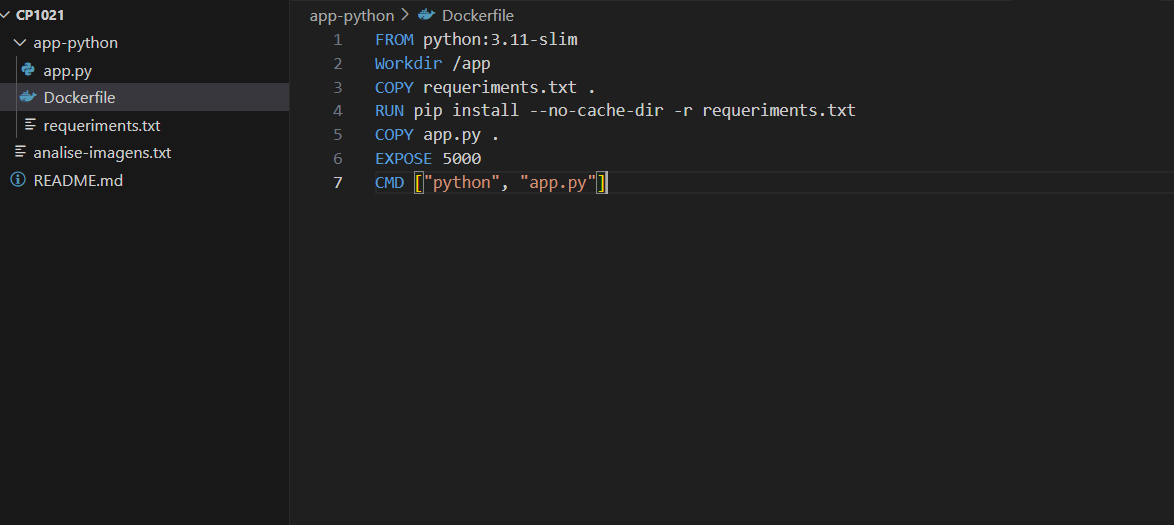 CP1021
app-python
app.py
Dockerfile
requeriments.txt
analise-imagens.txt
README.md
app-python > Dockerfile
1 FROM python:3.11-slim
2 Workdir /app
3 COPY requeriments.txt .
4 RUN pip install --no-cache-dir -r requeriments.txt
5 COPY app.py .
6 EXPOSE 5000
7 CMD ["python", "app.py"]